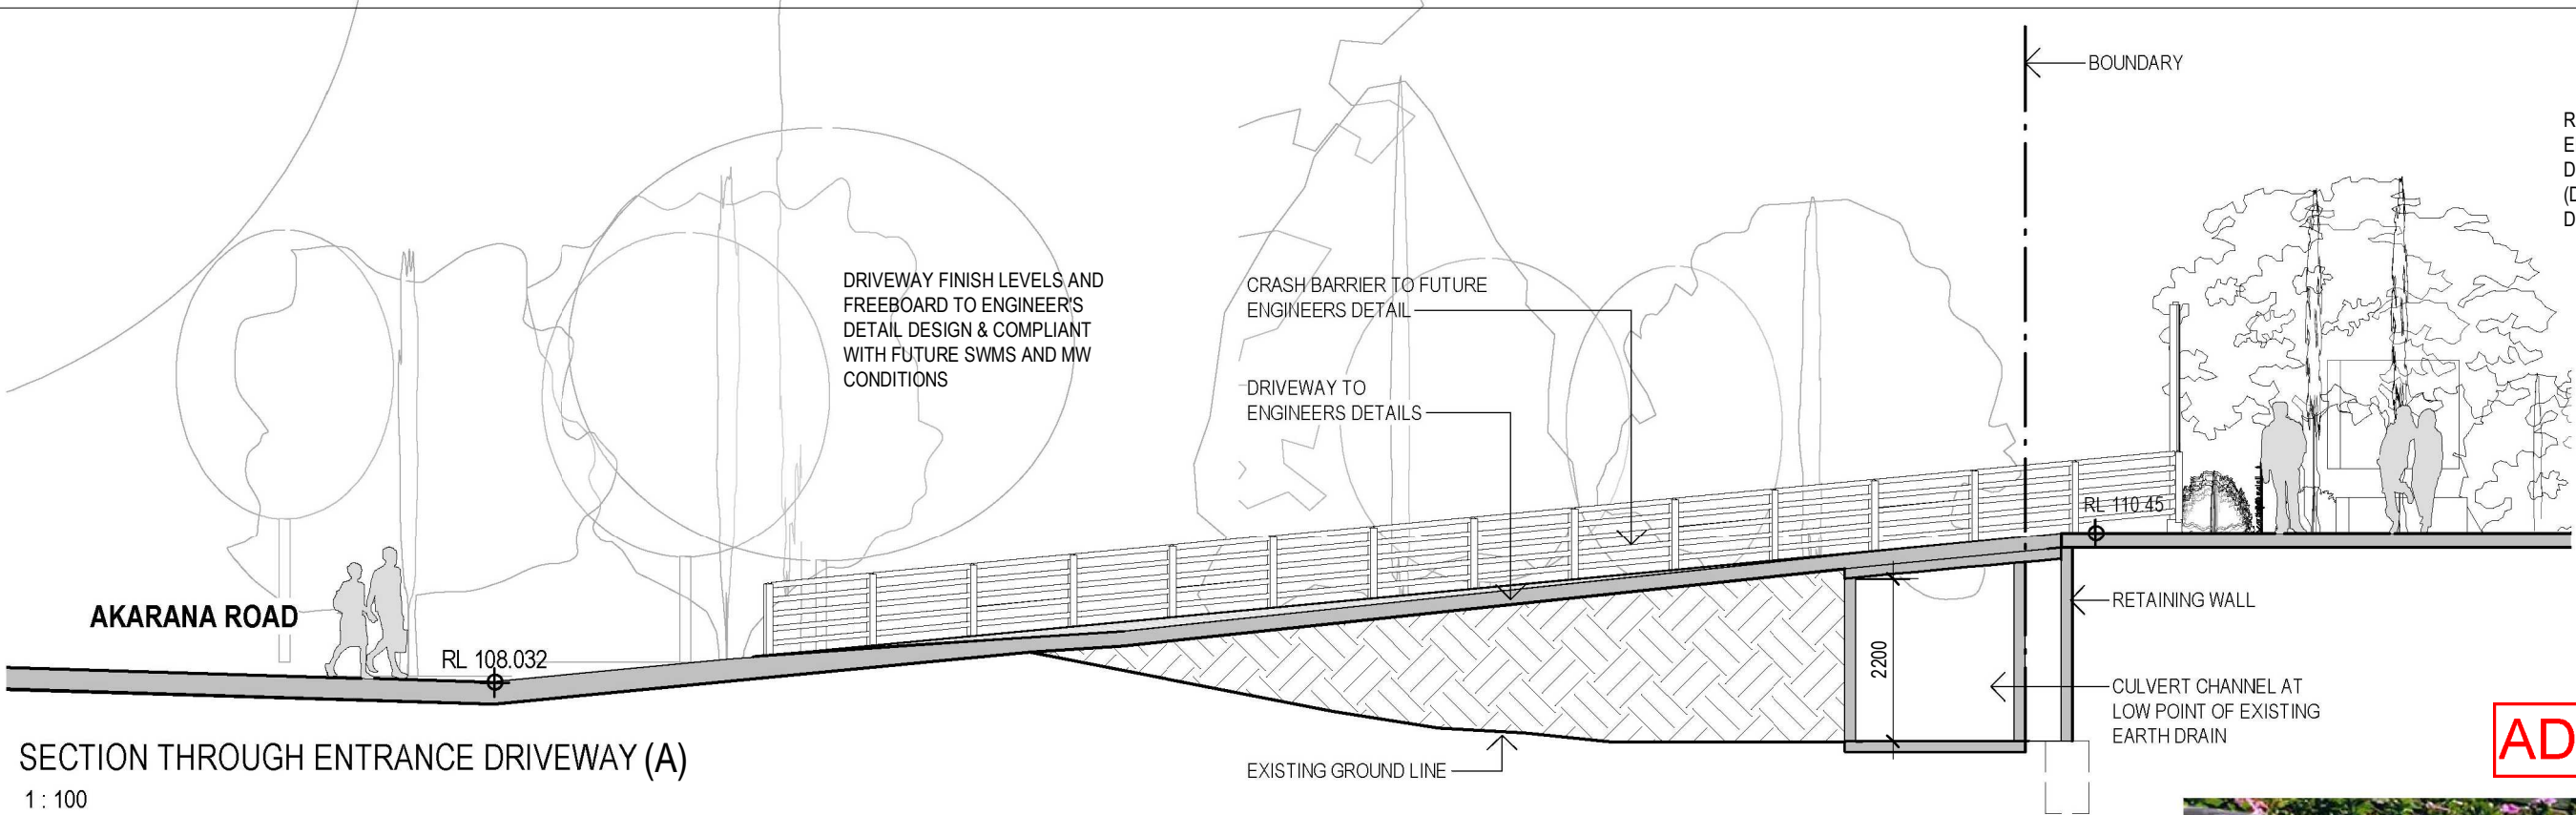 BOUNDARY
R
E
D
(D
D
DRIVEWAY FINISH LEVELS AND
FREEBOARD TO ENGINEER'S
DETAIL DESIGN & COMPLIANT
WITH FUTURE SWMS AND MW
CONDITIONS
CRASH BARRIER TO FUTURE
ENGINEERS DETAIL
DRIVEWAY TO
ENGINEERS DETAILS
RL 110.45
AKARANA ROAD
RL 108.032
2200
RETAINING WALL
CULVERT CHANNEL AT
LOW POINT OF EXISTING
EARTH DRAIN
EXISTING GROUND LINE
SECTION THROUGH ENTRANCE DRIVEWAY (A)
1 : 100
AD